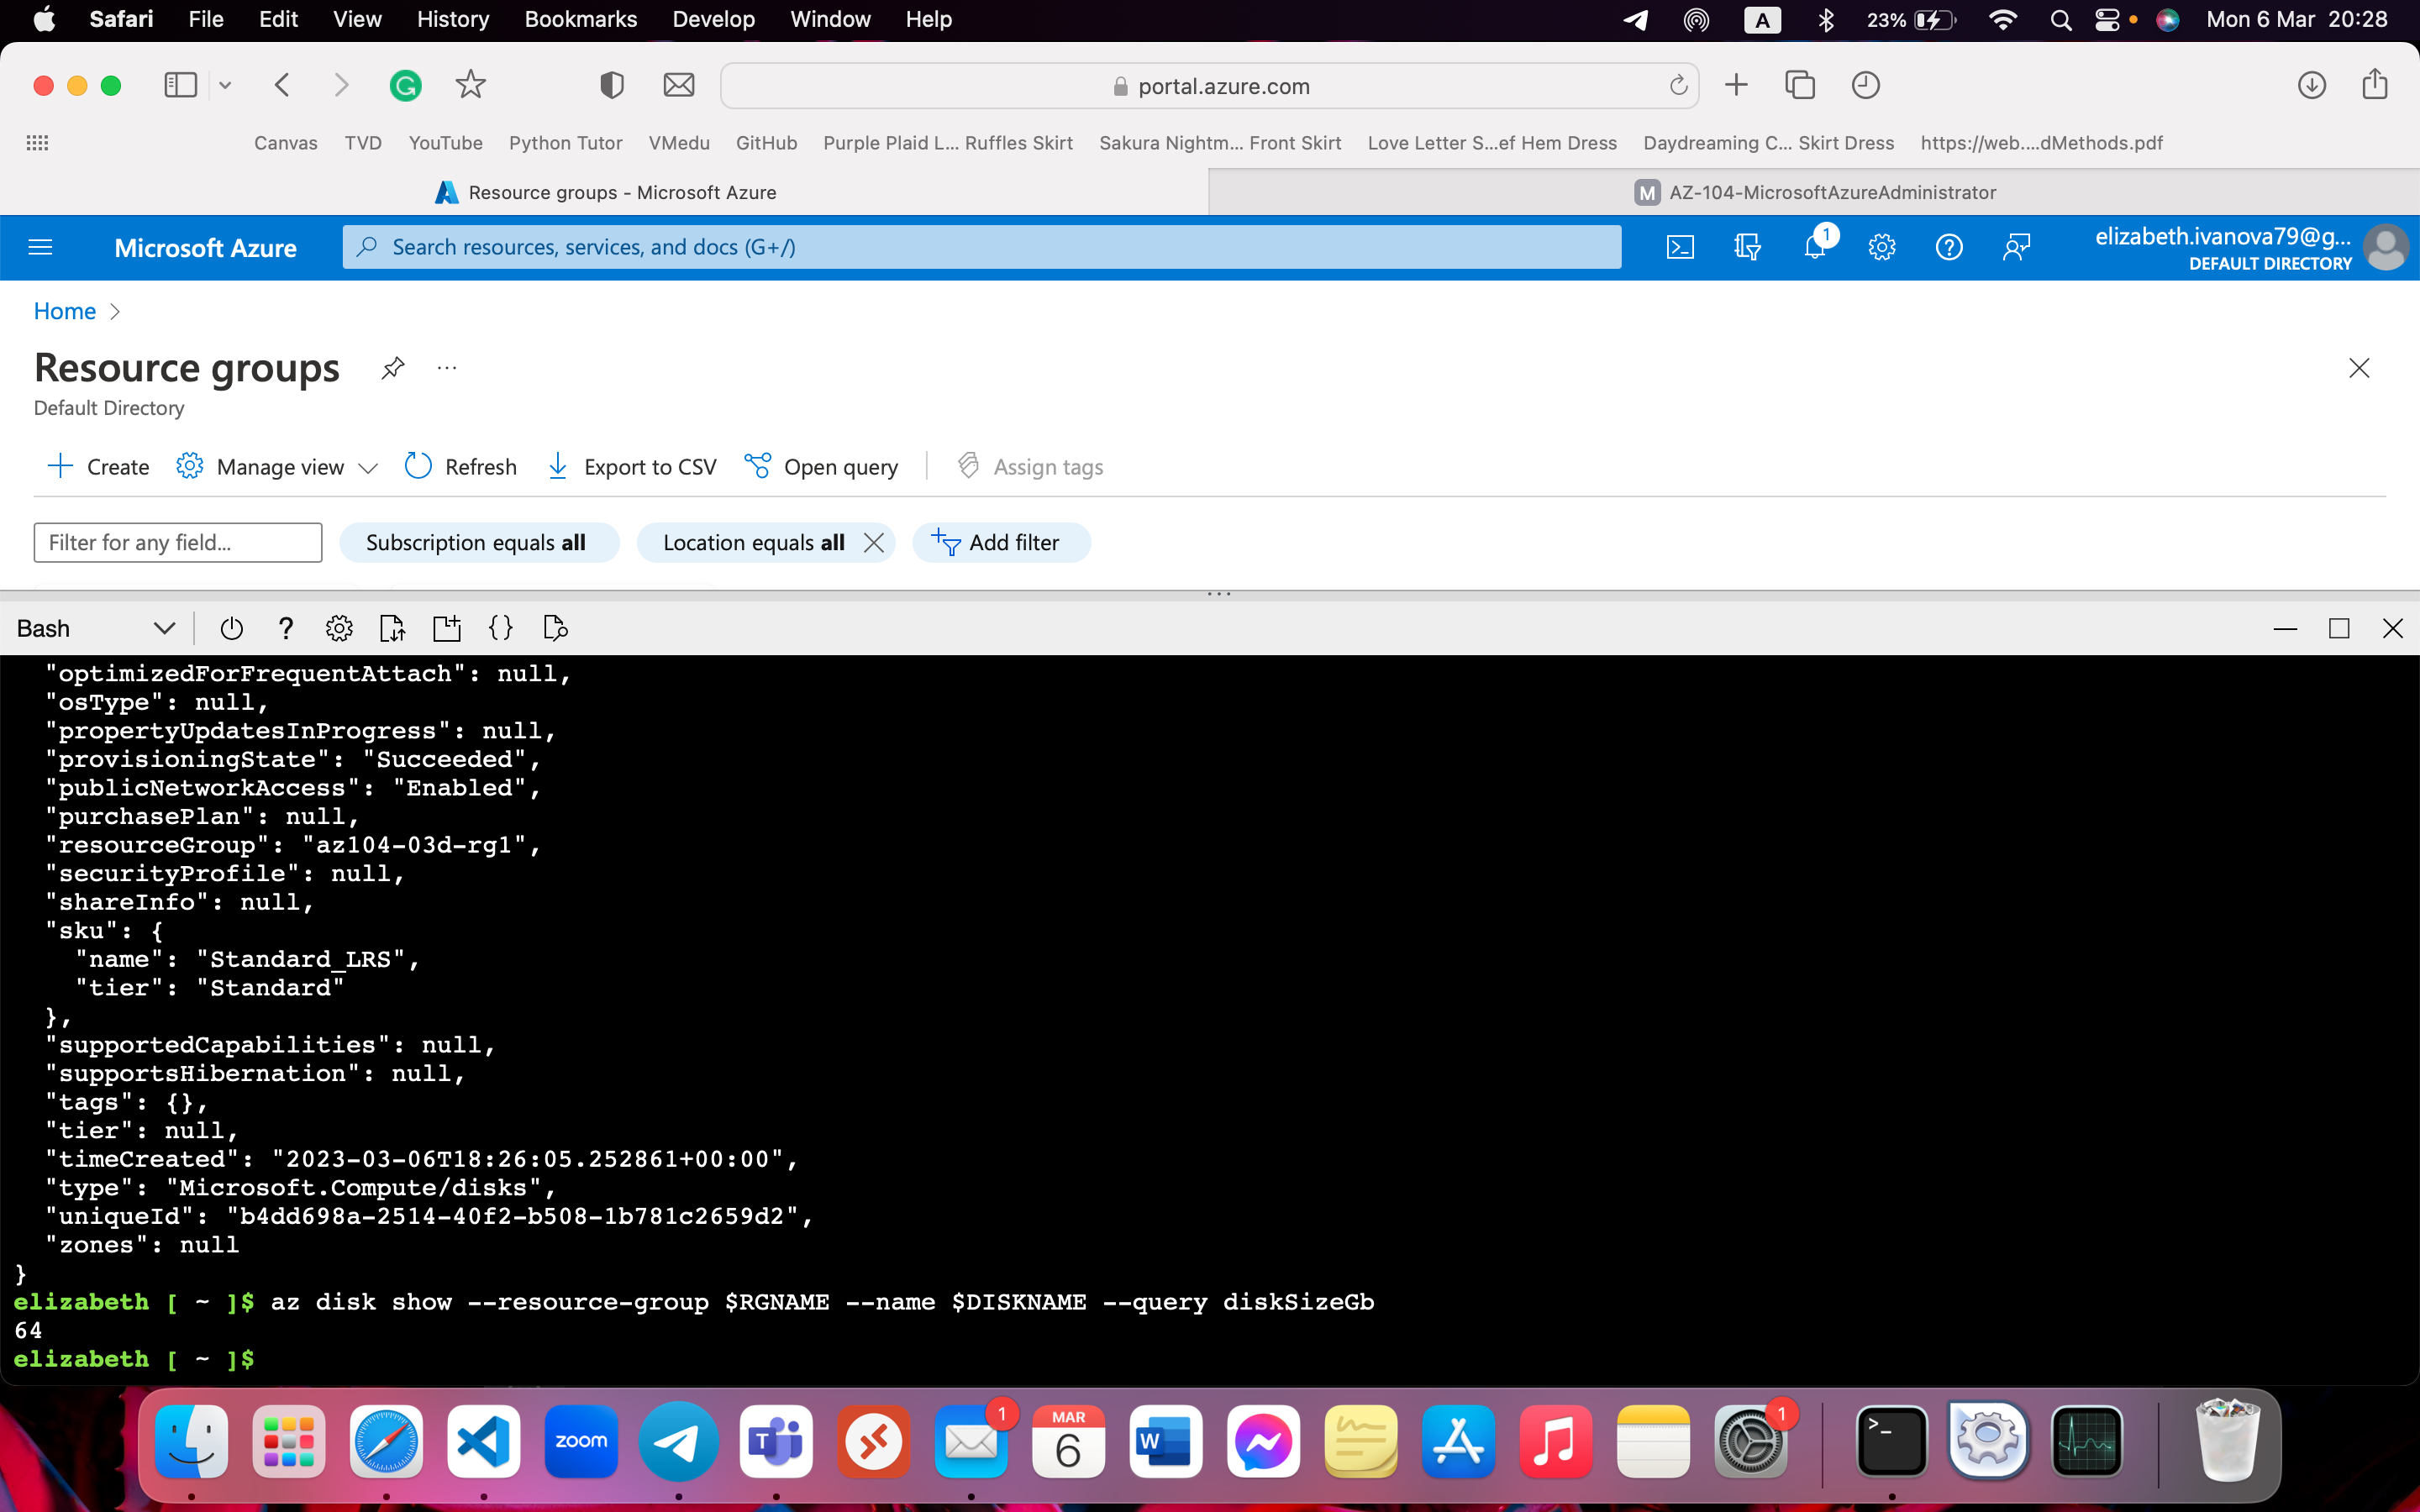 Safari File Edit View History Bookmarks Develop Window Help A 23% Mon 6 Mar 20:28
G portal.azure.com
Canvas TVD YouTube Python Tutor VMedu GitHub Purple Plaid L... Ruffles Skirt Sakura Nightm... Front Skirt Love Letter S...ef Hem Dress Daydreaming C... Skirt Dress https://web....dMethods.pdf
Resource groups - Microsoft Azure M AZ-104-MicrosoftAzureAdministrator
Microsoft Azure Search resources, services, and docs (G+/) 1 elizabeth.ivanova79@g...
DEFAULT DIRECTORY
Home
Resource groups ...
Default Directory
Create Manage view Refresh Export to CSV Open query Assign tags
Filter for any field... Subscription equals all Location equals all Add filter
Bash ? {}
"optimizedForFrequentAttach": null,
"osType": null,
"propertyUpdatesInProgress": null,
"provisioningState": "Succeeded",
"publicNetworkAccess": "Enabled",
"purchasePlan": null,
"resourceGroup": "az104-03d-rg1",
"securityProfile": null,
"shareInfo": null,
"sku": {
"name": "Standard_LRS",
"tier": "Standard"
},
"supportedCapabilities": null,
"supportsHibernation": null,
"tags": {},
"tier": null,
"timeCreated": "2023-03-06T18:26:05.252861+00:00",
"type": "Microsoft.Compute/disks",
"uniqueId": "b4dd698a-2514-40f2-b508-1b781c2659d2",
"zones": null
}
elizabeth [ ~ ]$ az disk show --resource-group $RGNAME --name $DISKNAME --query diskSizeGb
64
elizabeth [ ~ ]$
zoom T 1 MAR 6 W 1 >_